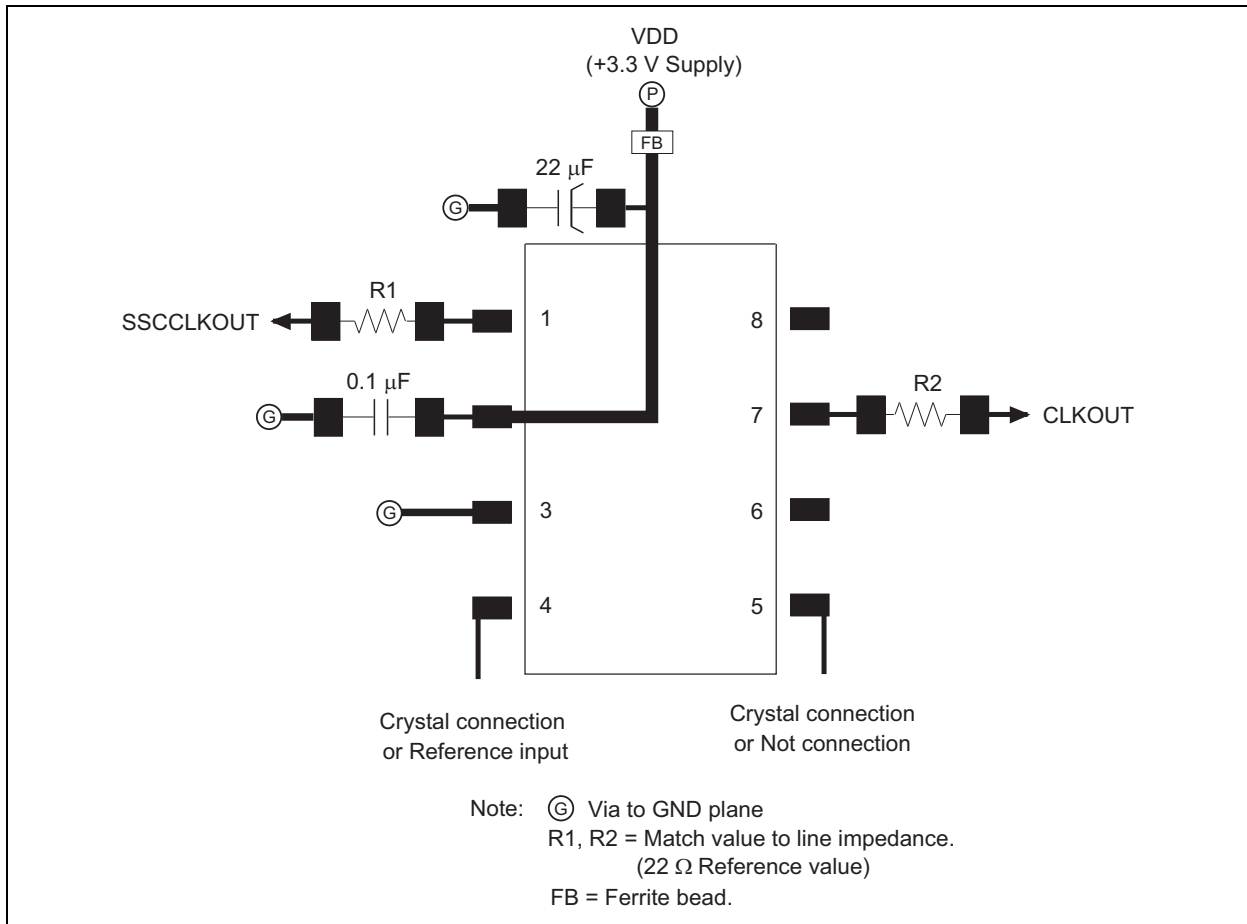 VDD
(+3.3 V Supply)
P
FB
22 μF
G
R1
SSCCLKOUT
1
8
0.1 μF
G
R2
7
CLKOUT
G
3
6
4
5
Crystal connection
or Reference input
Crystal connection
or Not connection
Note: G Via to GND plane
R1, R2 = Match value to line impedance.
(22 Ω Reference value)
FB = Ferrite bead.